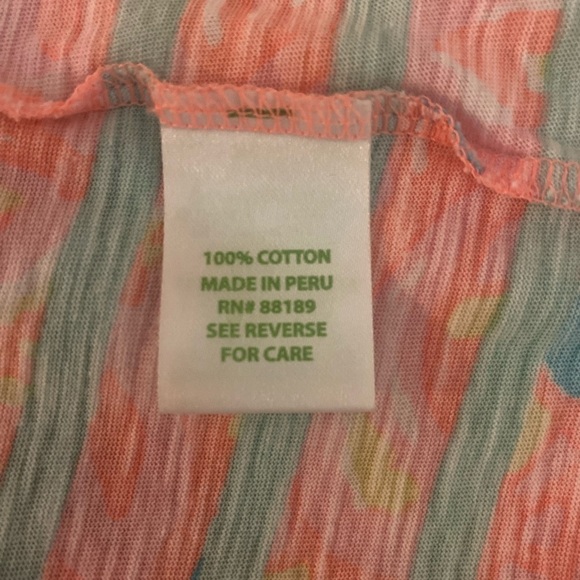 100% COTTON
MADE IN PERU
RN# 88189
SEE REVERSE
FOR CARE